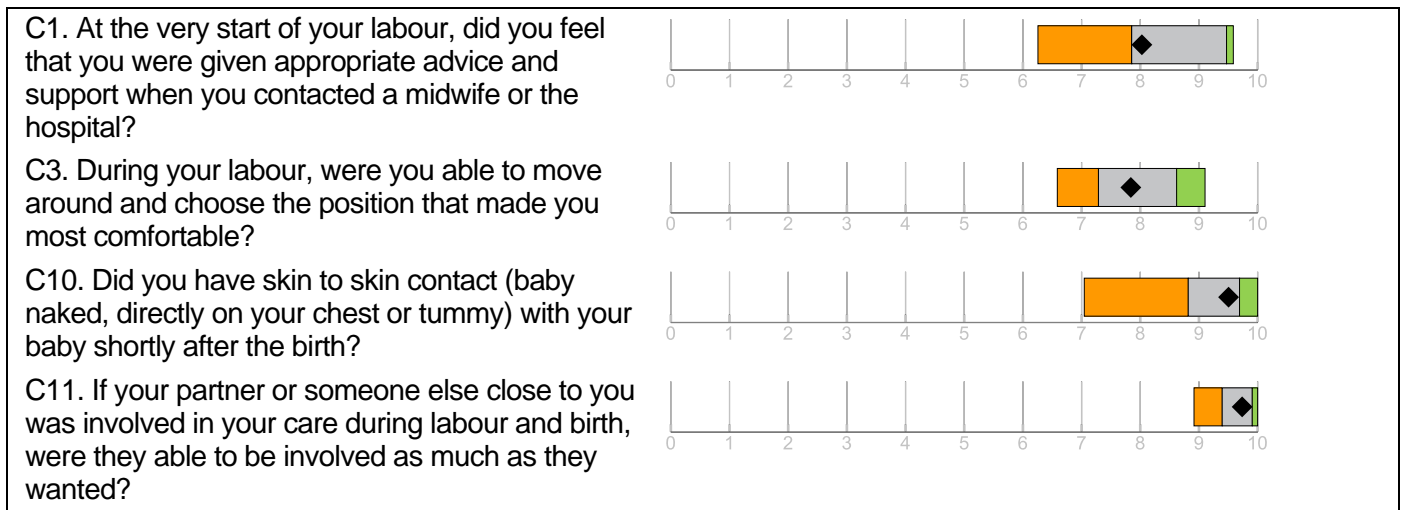 C1. At the very start of your labour, did you feel
that you were given appropriate advice and
support when you contacted a midwife or the
hospital?
0 1 2 3 4 5 6 7 8 9 10
C3. During your labour, were you able to move
around and choose the position that made you
most comfortable?
0 1 2 3 4 5 6 7 8 9 10
C10. Did you have skin to skin contact (baby
naked, directly on your chest or tummy) with your
baby shortly after the birth?
0 1 2 3 4 5 6 7 8 9 10
C11. If your partner or someone else close to you
was involved in your care during labour and birth,
were they able to be involved as much as they
wanted?
0 1 2 3 4 5 6 7 8 9 10